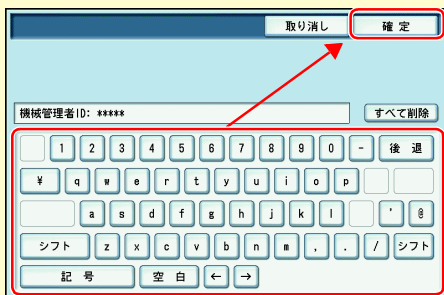 取り消し 確定
機械管理者ID: ***** すべて削除
1 2 3 4 5 6 7 8 9 0 - 後退
¥ q w e r t y u i o p
a s d f g h j k l ' @
シフト z x c v b n m , . / シフト
記号 空白 ← →